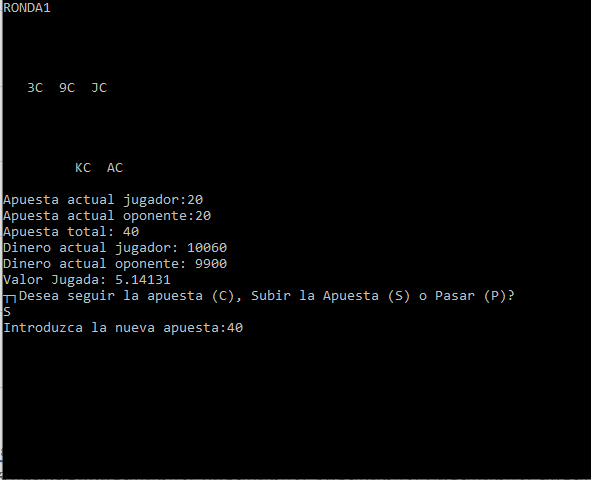 RONDA1
3C 9C JC
KC AC
Apuesta actual jugador:20
Apuesta actual oponente:20
Apuesta total: 40
Dinero actual jugador: 10060
Dinero actual oponente: 9900
Valor Jugada: 5.14131
┬┐Desea seguir la apuesta (C), Subir la Apuesta (S) o Pasar (P)?
S
Introduzca la nueva apuesta:40